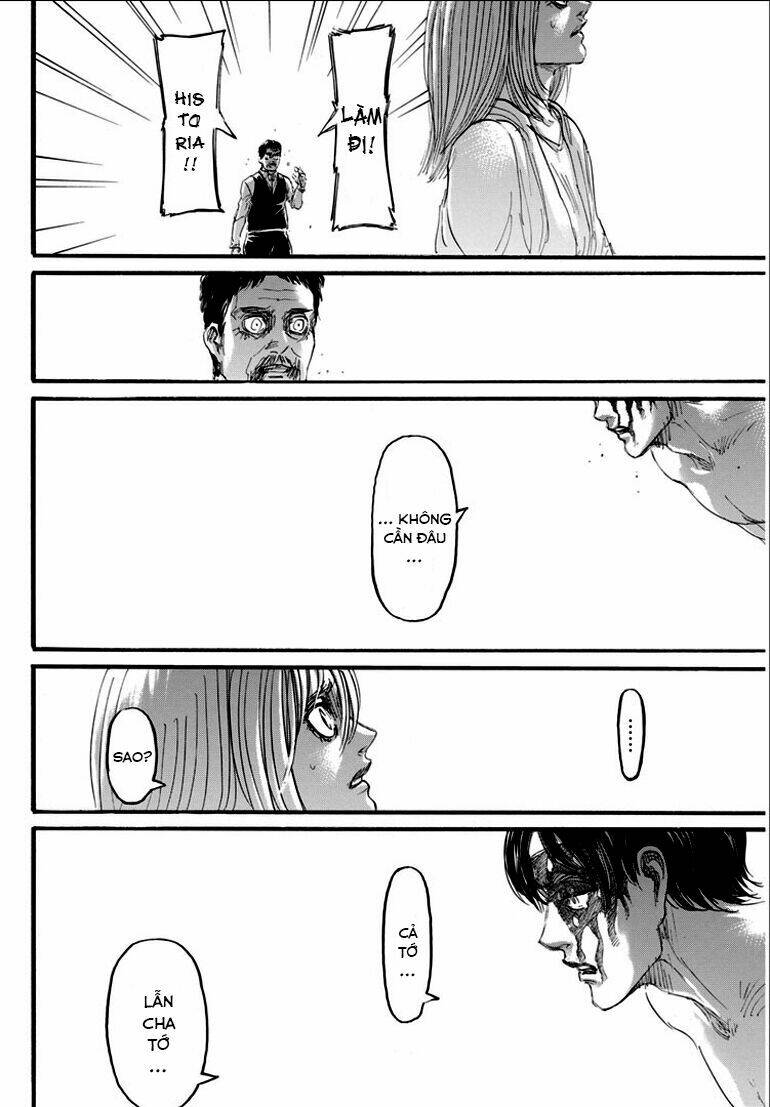 LÀM
ĐI!
HIS
TO
RIA
!!
... KHÔNG
CẦN ĐÂU
...
......
SAO?
CẢ
TỚ
...
LẪN
CHA
TỚ
...